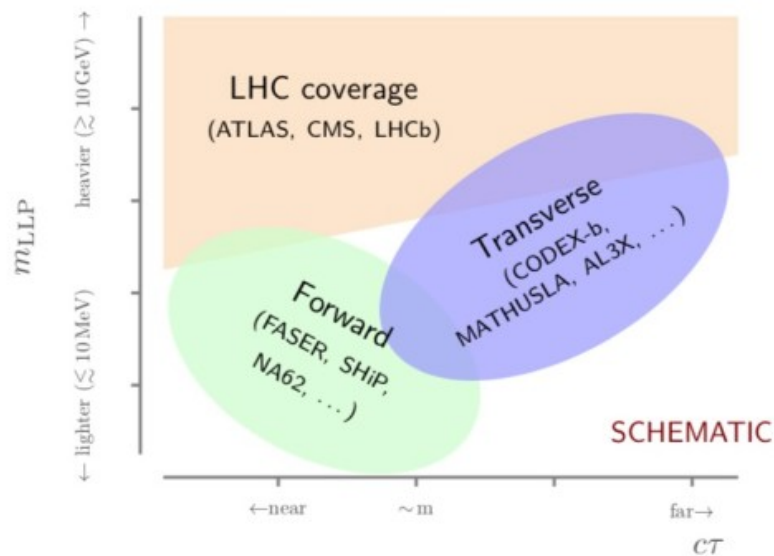 heavier (≳ 10 GeV) →
m_LLP
← lighter (≲ 10 MeV)
LHC coverage
(ATLAS, CMS, LHCb)
Transverse
(CODEX-b,
MATHUSLA, AL3X, ...)
Forward
(FASER, SHiP,
NA62, ...)
SCHEMATIC
←near
∼m
far→
cτ